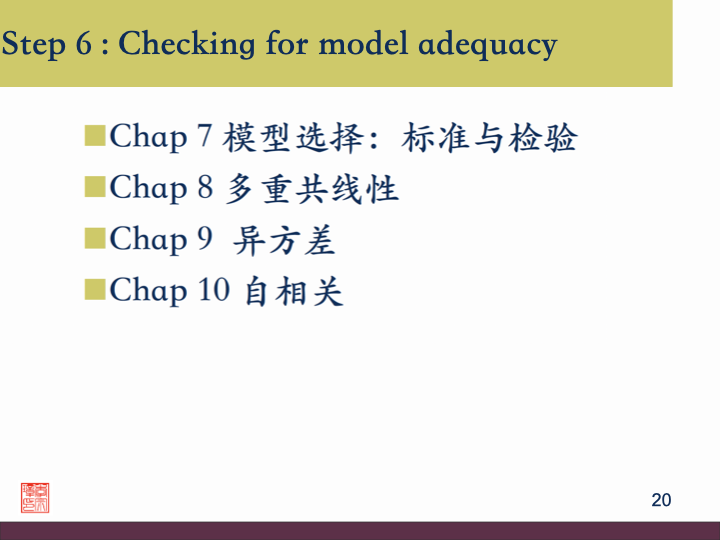 Step 6 : Checking for model adequacy
Chap 7 模型选择：标准与检验
Chap 8 多重共线性
Chap 9 异方差
Chap 10 自相关
20